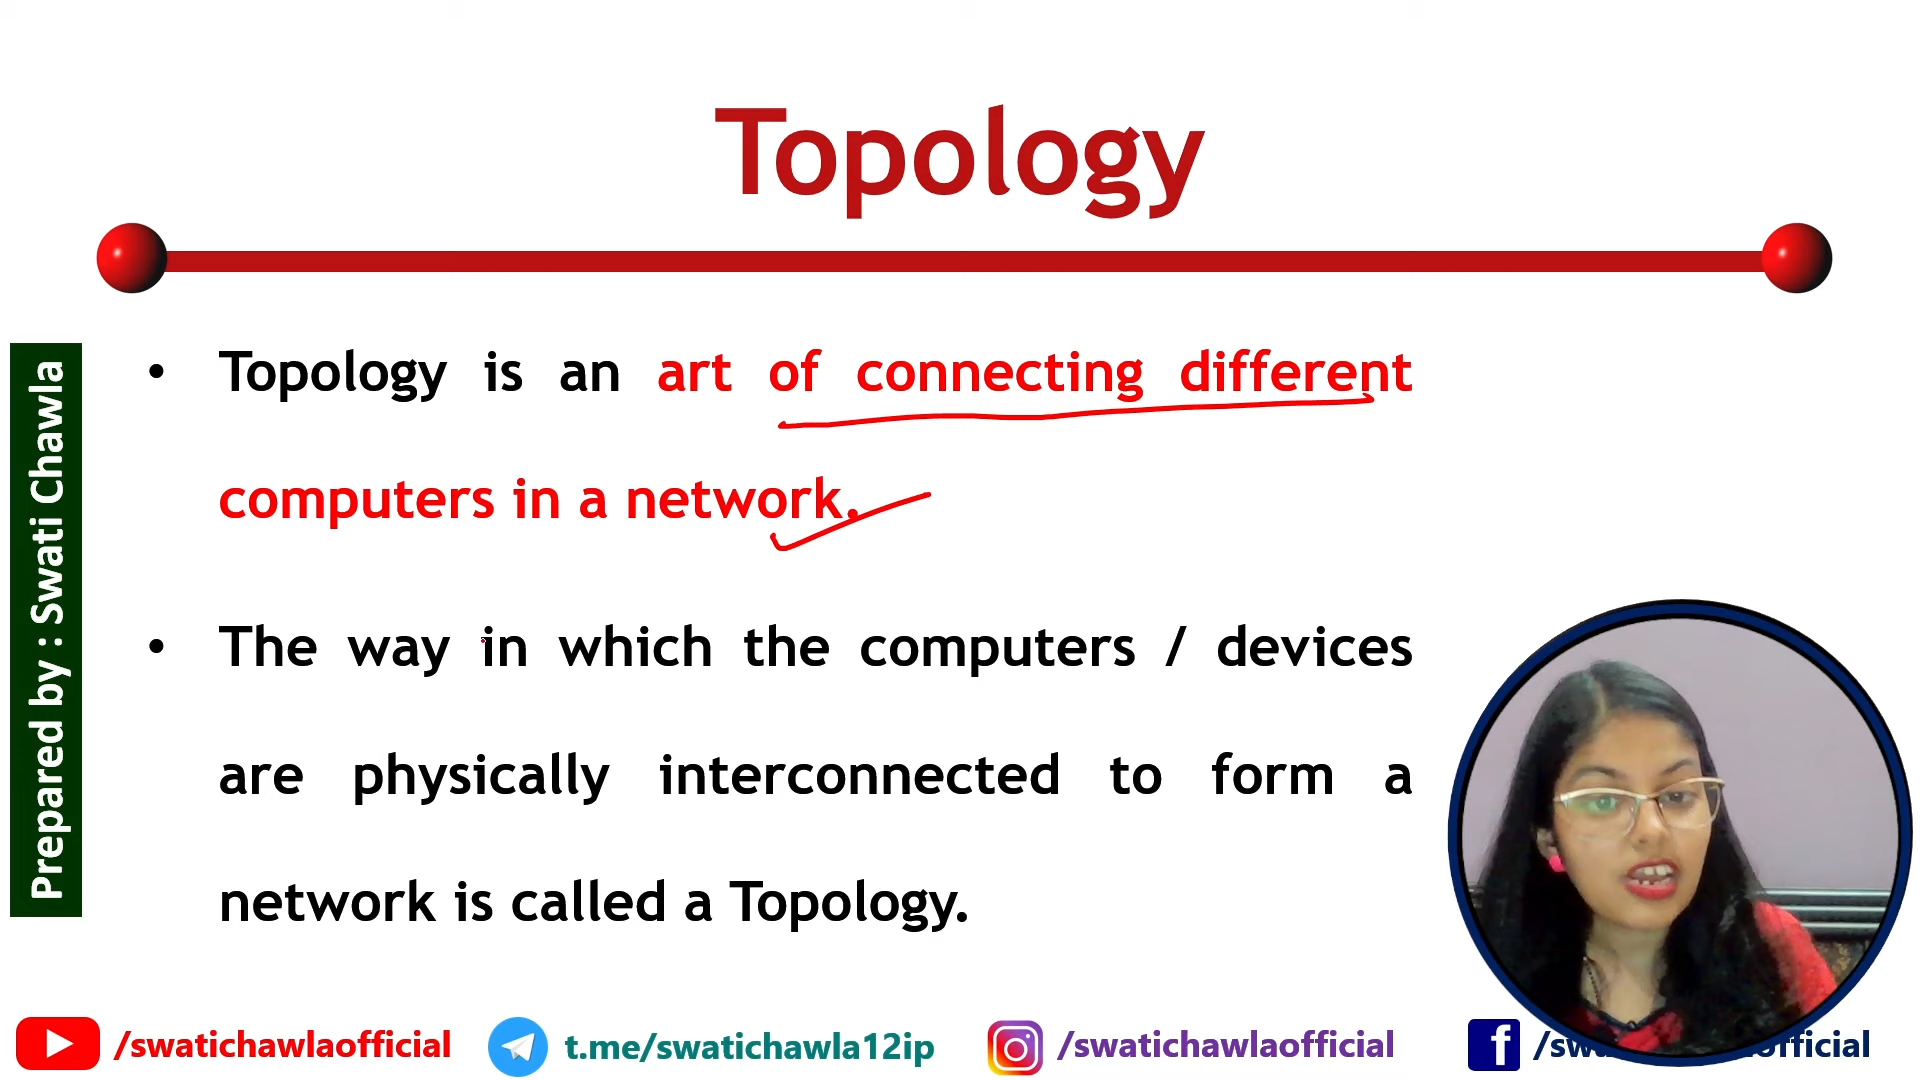 Topology
• Topology is an art of connecting different
computers in a network.
• The way in which the computers / devices
are physically interconnected to form a
network is called a Topology.
Prepared by : Swati Chawla
/swatichawlaofficial
t.me/swatichawla12ip
/swatichawlaofficial